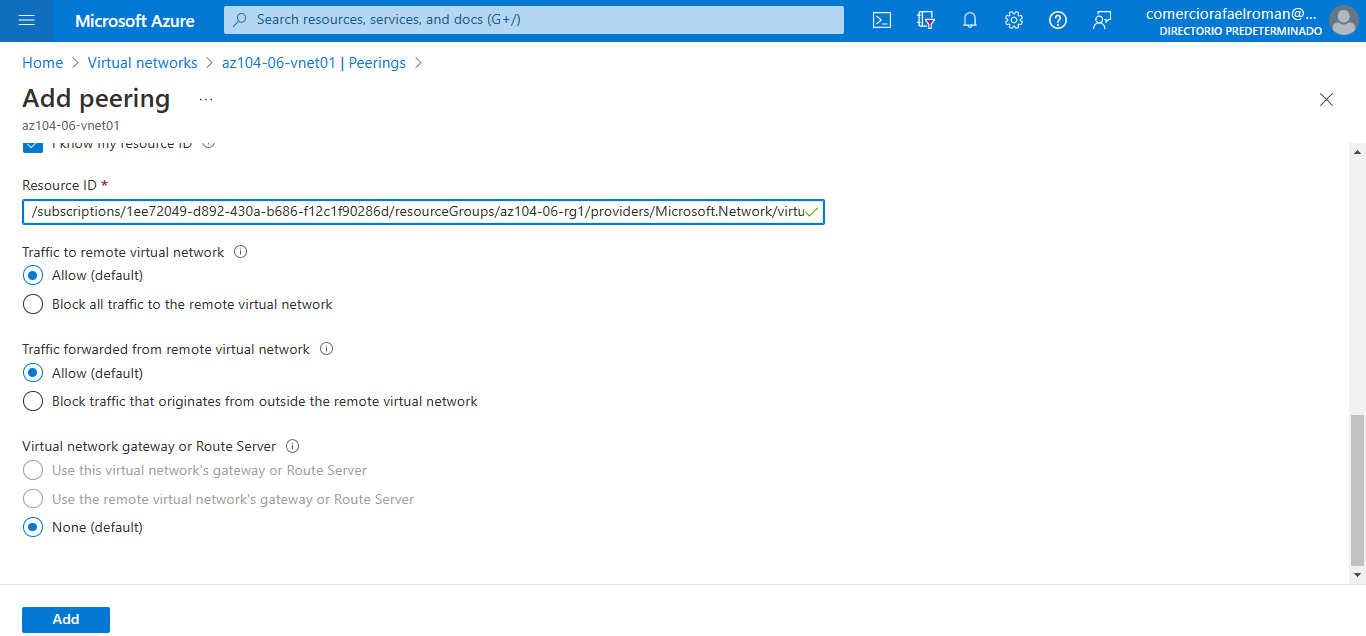 Microsoft Azure
Search resources, services, and docs (G+/)
comerciorafaelroman@...
DIRECTORIO PREDETERMINADO
Home > Virtual networks > az104-06-vnet01 | Peerings >
Add peering ...
az104-06-vnet01
I know my resource ID
Resource ID *
/subscriptions/1ee72049-d892-430a-b686-f12c1f90286d/resourceGroups/az104-06-rg1/providers/Microsoft.Network/virtu
Traffic to remote virtual network
Allow (default)
Block all traffic to the remote virtual network
Traffic forwarded from remote virtual network
Allow (default)
Block traffic that originates from outside the remote virtual network
Virtual network gateway or Route Server
Use this virtual network's gateway or Route Server
Use the remote virtual network's gateway or Route Server
None (default)
Add